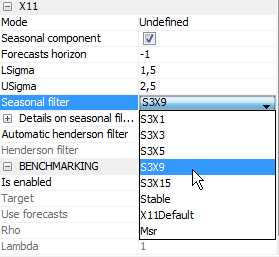 X11
Mode Undefined
Seasonal component
Forecasts horizon -1
LSigma 1,5
USigma 2,5
Seasonal filter S3X9
Details on seasonal fil... S3X1
Automatic henderson filter S3X3
Henderson filter S3X5
BENCHMARKING S3X9
Is enabled S3X15
Target Stable
Use forecasts X11Default
Rho Msr
Lambda 1